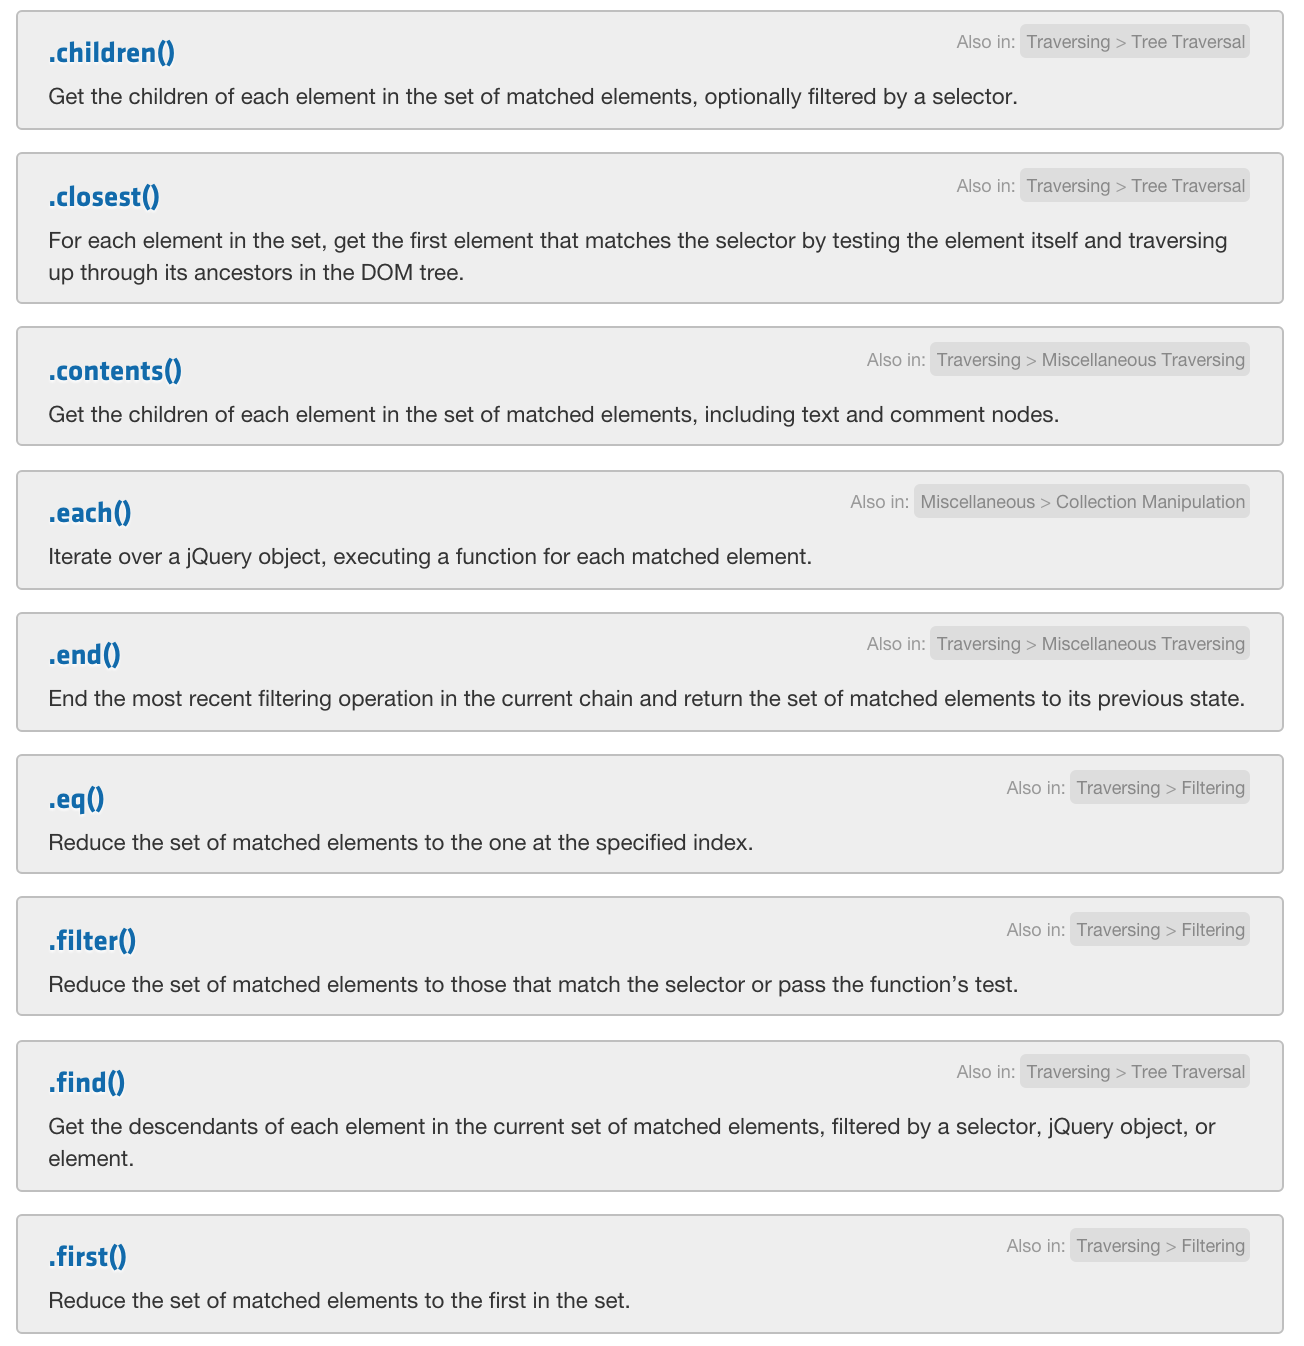 .children()
Also in: Traversing > Tree Traversal
Get the children of each element in the set of matched elements, optionally filtered by a selector.
.closest()
Also in: Traversing > Tree Traversal
For each element in the set, get the first element that matches the selector by testing the element itself and traversing
up through its ancestors in the DOM tree.
.contents()
Also in: Traversing > Miscellaneous Traversing
Get the children of each element in the set of matched elements, including text and comment nodes.
.each()
Also in: Miscellaneous > Collection Manipulation
Iterate over a jQuery object, executing a function for each matched element.
.end()
Also in: Traversing > Miscellaneous Traversing
End the most recent filtering operation in the current chain and return the set of matched elements to its previous state.
.eq()
Also in: Traversing > Filtering
Reduce the set of matched elements to the one at the specified index.
.filter()
Also in: Traversing > Filtering
Reduce the set of matched elements to those that match the selector or pass the function’s test.
.find()
Also in: Traversing > Tree Traversal
Get the descendants of each element in the current set of matched elements, filtered by a selector, jQuery object, or
element.
.first()
Also in: Traversing > Filtering
Reduce the set of matched elements to the first in the set.